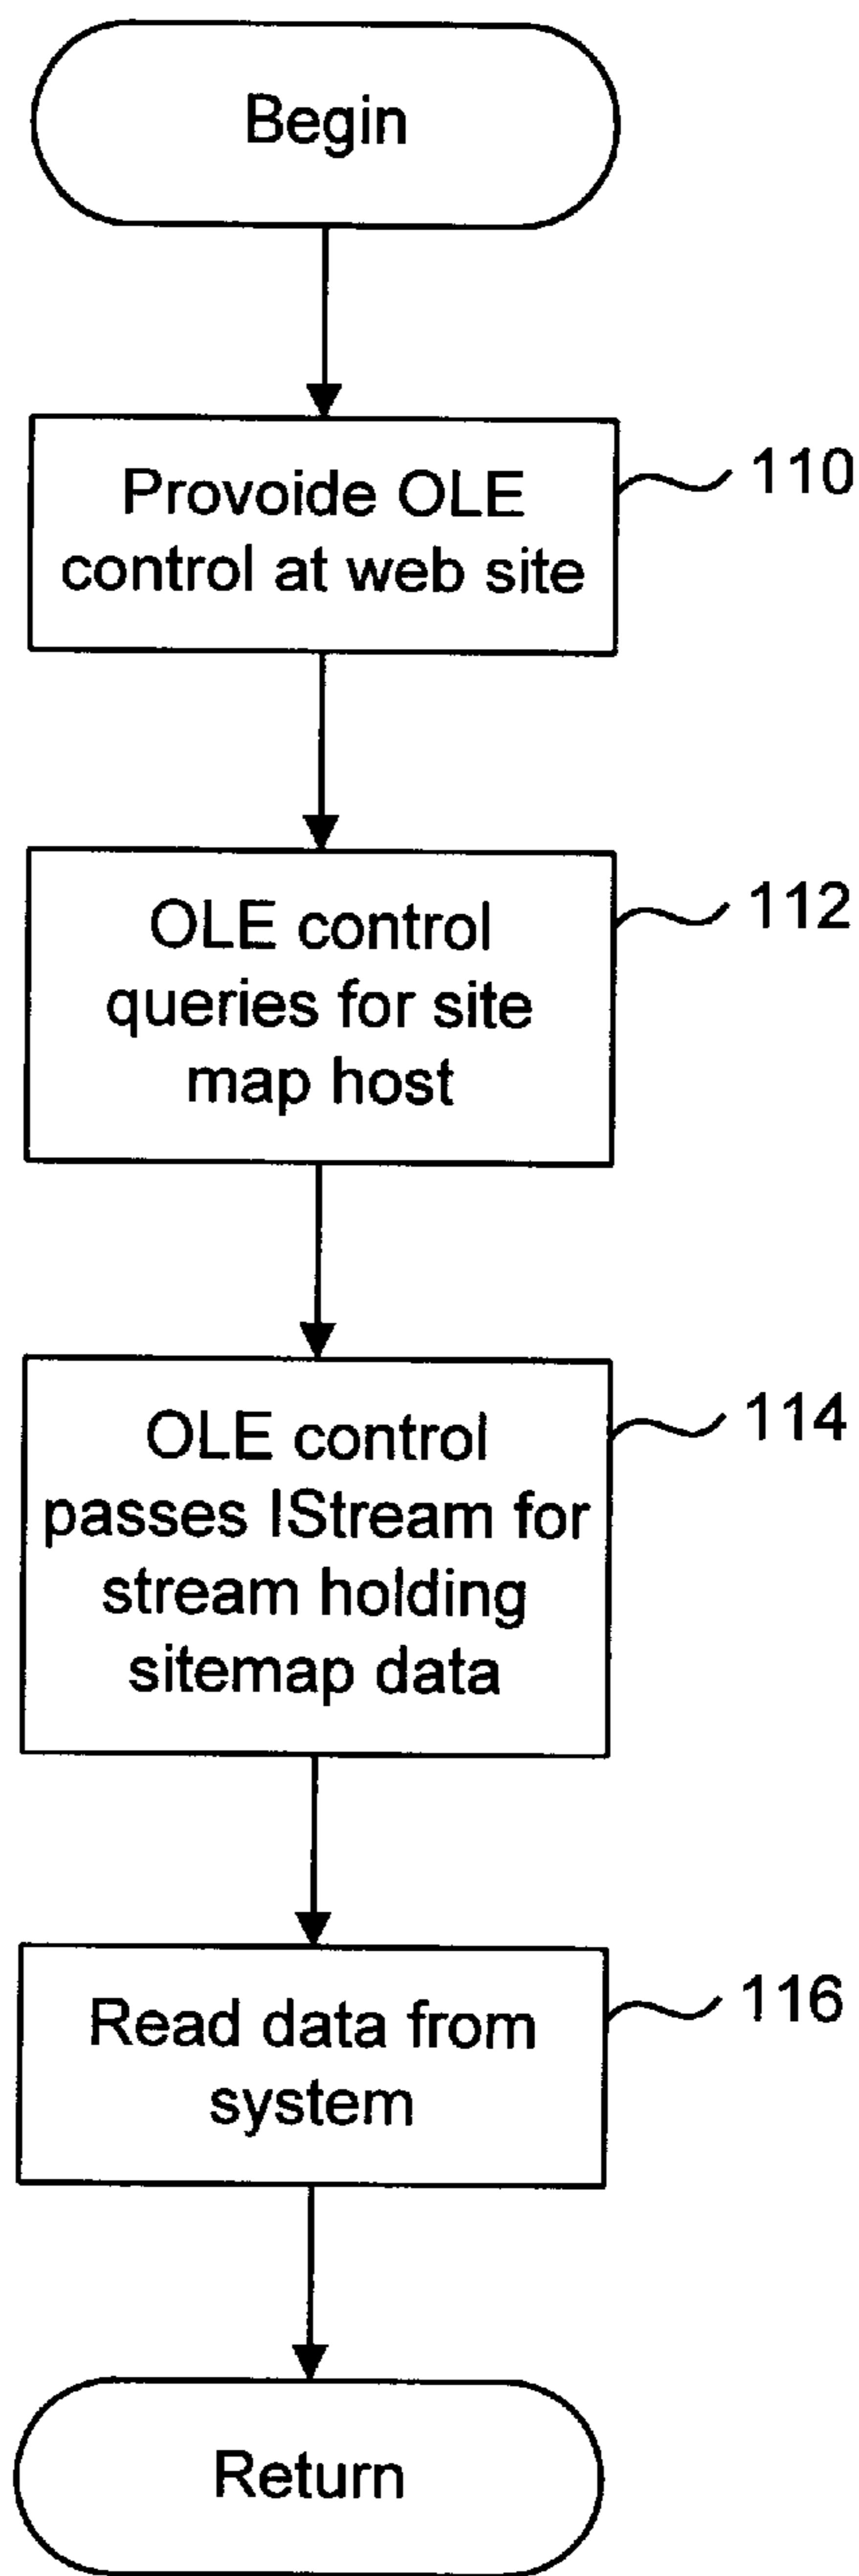 Begin
Provoide OLE
control at web site
110
OLE control
queries for site
map host
112
OLE control
passes IStream for
stream holding
sitemap data
114
Read data from
system
116
Return